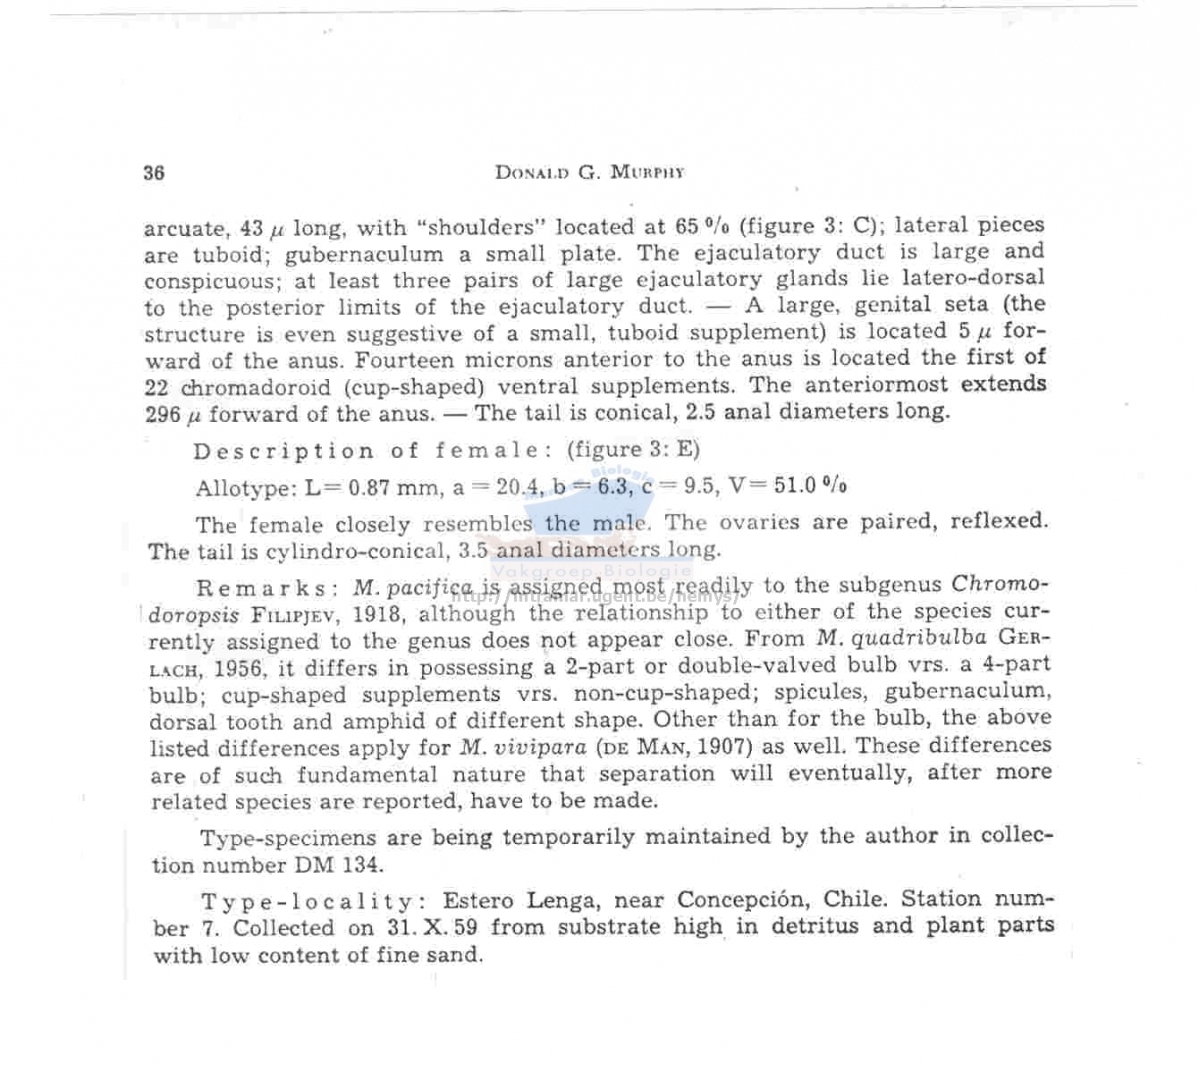 36
DONALD G. MURPHY
arcuate, 43 µ long, with “shoulders” located at 65 % (figure 3: C); lateral pieces
are tuboid; gubernaculum a small plate. The ejaculatory duct is large and
conspicuous; at least three pairs of large ejaculatory glands lie latero-dorsal
to the posterior limits of the ejaculatory duct. — A large, genital seta (the
structure is even suggestive of a small, tuboid supplement) is located 5 µ for-
ward of the anus. Fourteen microns anterior to the anus is located the first of
22 chromadoroid (cup-shaped) ventral supplements. The anteriormost extends
296 µ forward of the anus. — The tail is conical, 2.5 anal diameters long.
Description of female: (figure 3: E)
Allotype: L= 0.87 mm, a = 20.4, b = 6.3, c = 9.5, V= 51.0 %
The female closely resembles the male. The ovaries are paired, reflexed.
The tail is cylindro-conical, 3.5 anal diameters long.
Vakgroep Biologie
Remarks: M. pacifica is assigned most readily to the subgenus Chromo-
http://intramar.ugent.be/nemys/
doropsis FILIPJEV, 1918, although the relationship to either of the species cur-
rently assigned to the genus does not appear close. From M. quadribulba GER-
LACH, 1956, it differs in possessing a 2-part or double-valved bulb vrs. a 4-part
bulb; cup-shaped supplements vrs. non-cup-shaped; spicules, gubernaculum,
dorsal tooth and amphid of different shape. Other than for the bulb, the above
listed differences apply for M. vivipara (DE MAN, 1907) as well. These differences
are of such fundamental nature that separation will eventually, after more
related species are reported, have to be made.
Type-specimens are being temporarily maintained by the author in collec-
tion number DM 134.
Type-locality: Estero Lenga, near Concepción, Chile. Station num-
ber 7. Collected on 31. X. 59 from substrate high in detritus and plant parts
with low content of fine sand.